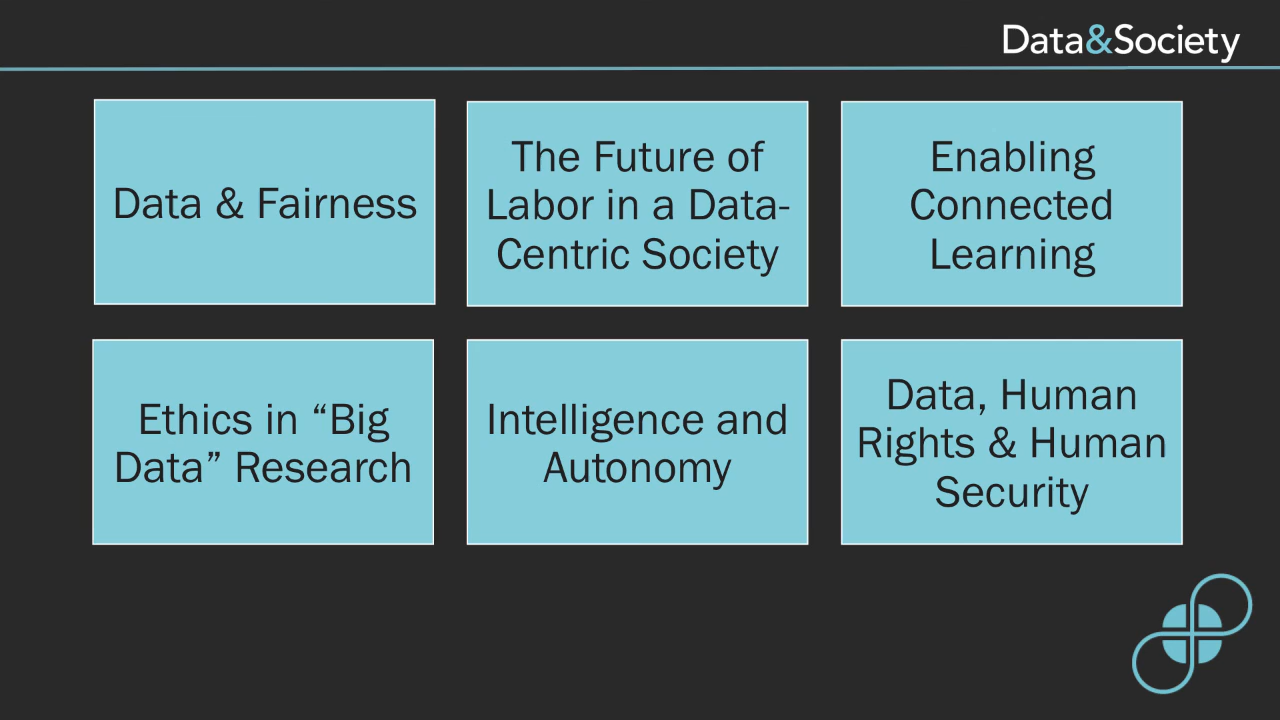 Data&Society
Data & Fairness
The Future of
Labor in a Data-
Centric Society
Enabling
Connected
Learning
Ethics in “Big
Data” Research
Intelligence and
Autonomy
Data, Human
Rights & Human
Security